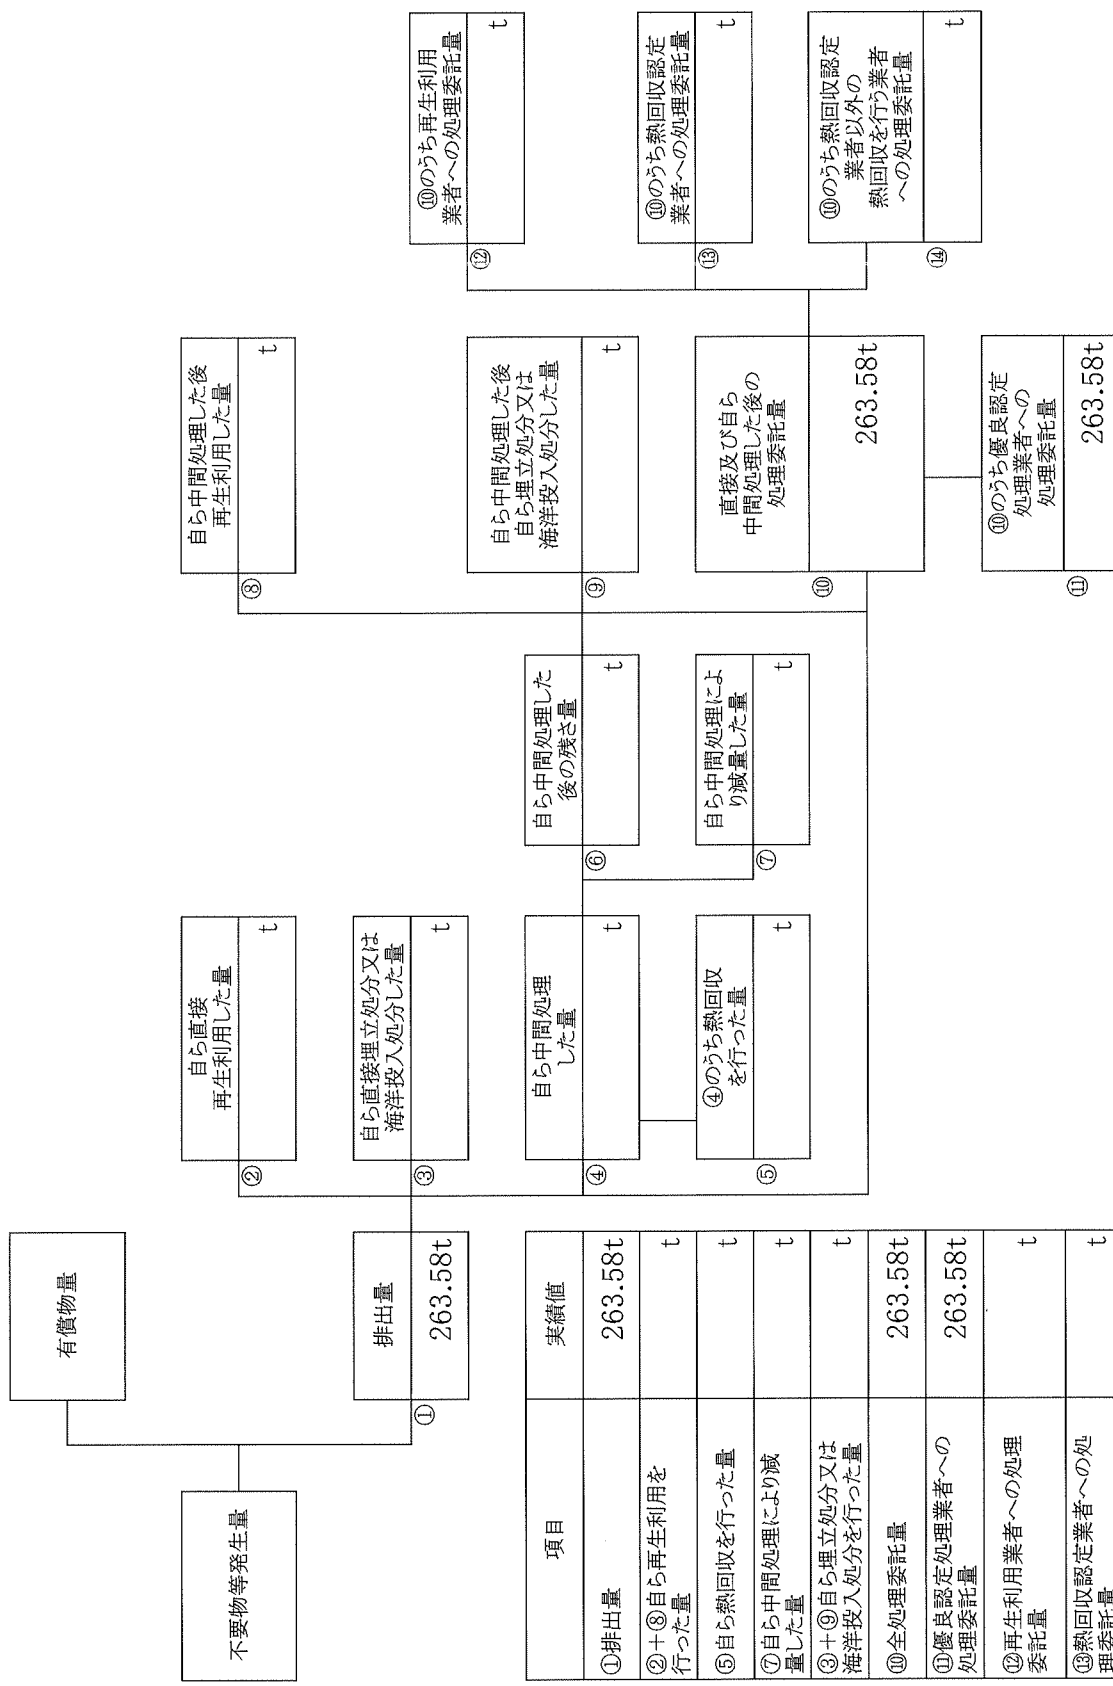 不要物等発生量
有償物量
①
排出量
263.58t
②
自ら直接
再生利用した量
t
③
自ら直接埋立処分又は
海洋投入処分した量
t
④
自ら中間処理
した量
t
⑤
④のうち熱回収
を行った量
t
⑥
自ら中間処理した
後の残さ量
t
⑦
自ら中間処理によ
り減量した量
t
⑧
自ら中間処理した後
再生利用した量
t
⑨
自ら中間処理した後
自ら埋立処分又は
海洋投入処分した量
t
⑩
直接及び自ら
中間処理した後の
処理委託量
263.58t
⑪
⑩のうち優良認定
処理業者への
処理委託量
263.58t
⑫
⑩のうち再生利用
業者への処理委託量
t
⑬
⑩のうち熱回収認定
業者への処理委託量
t
⑭
⑩のうち熱回収認定
業者以外の
熱回収を行う業者
への処理委託量
t
項目 実績値
①排出量 263.58t
②+⑧自ら再生利用を
行った量 t
⑤自ら熱回収を行った量 t
⑦自ら中間処理により減
量した量 t
③+⑨自ら埋立処分又は
海洋投入処分を行った量 t
⑩全処理委託量 263.58t
⑪優良認定処理業者への
処理委託量 263.58t
⑫再生利用業者への処理
委託量 t
⑬熱回収認定業者への処
理委託量 t